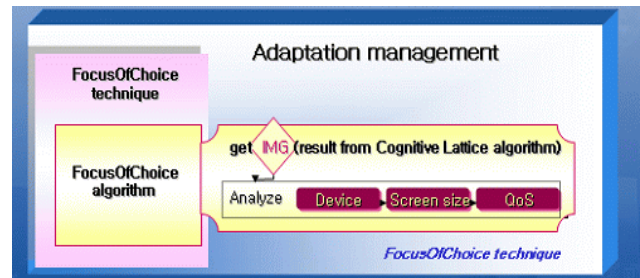 Adaptation management
FocusOfChoice
technique
FocusOfChoice
algorithm
get IMG (result from Cognitive Lattice algorithm)
Analyze Device Screen size QoS
FocusOfChoice technique